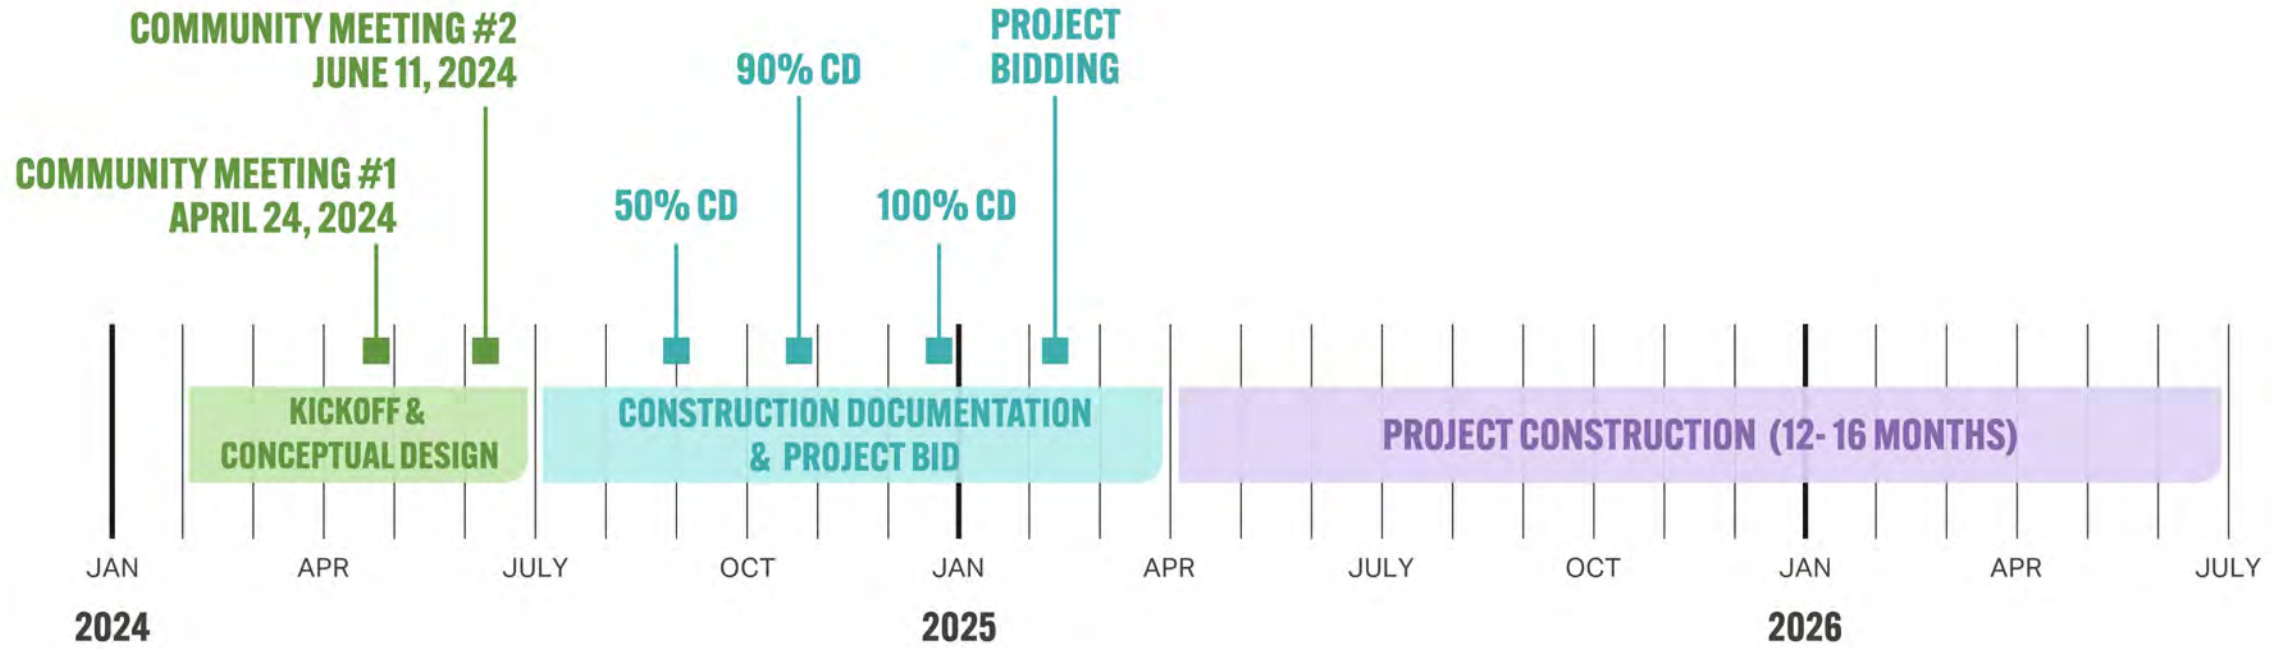 COMMUNITY MEETING #2
JUNE 11, 2024
COMMUNITY MEETING #1
APRIL 24, 2024
50% CD
90% CD
100% CD
PROJECT
BIDDING
KICKOFF &
CONCEPTUAL DESIGN
CONSTRUCTION DOCUMENTATION
& PROJECT BID
PROJECT CONSTRUCTION (12- 16 MONTHS)
JAN APR JULY OCT JAN APR JULY OCT JAN APR JULY
2024 2025 2026